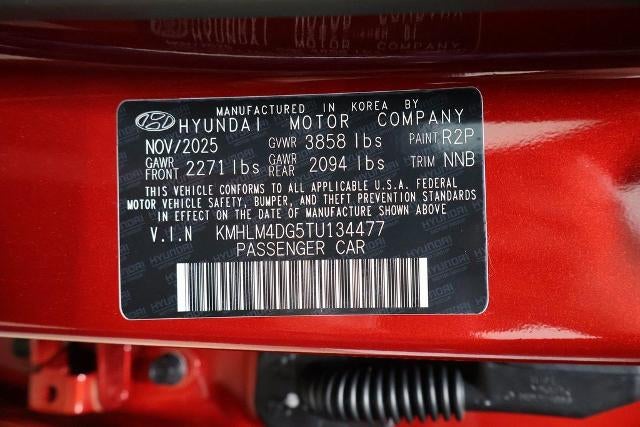 MANUFACTURED IN KOREA BY
HYUNDAI MOTOR COMPANY
NOV/2025 GVWR 3858 lbs PAINT R2P
GAWR FRONT 2271 lbs GAWR REAR 2094 lbs TRIM NNB
THIS VEHICLE CONFORMS TO ALL APPLICABLE U.S.A. FEDERAL
MOTOR VEHICLE SAFETY, BUMPER, AND THEFT PREVENTION STANDARDS
IN EFFECT ON THE DATE OF MANUFACTURE SHOWN ABOVE.
V.I.N KMHLM4DG5TU134477
PASSENGER CAR